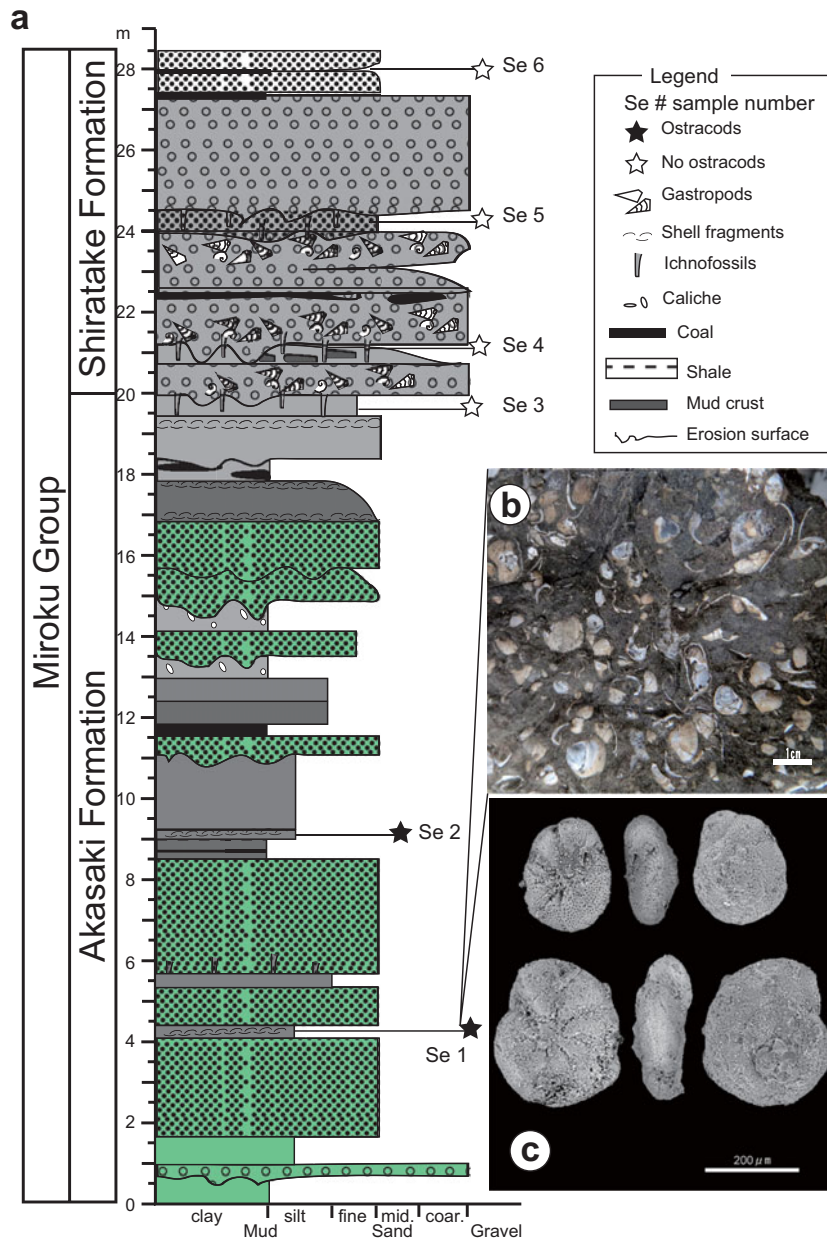 a
m
28
26
24
22
20
18
16
14
12
10
8
6
4
2
0
Miroku Group
Shiratake Formation
Akasaki Formation
Se 6
Se 5
Se 4
Se 3
Se 2
Se 1
clay
silt
fine
mid.
coar.
Mud
Sand
Gravel
Legend
Se # sample number
Ostracods
No ostracods
Gastropods
Shell fragments
Ichnofossils
Caliche
Coal
Shale
Mud crust
Erosion surface
b
1cm
c
200μm